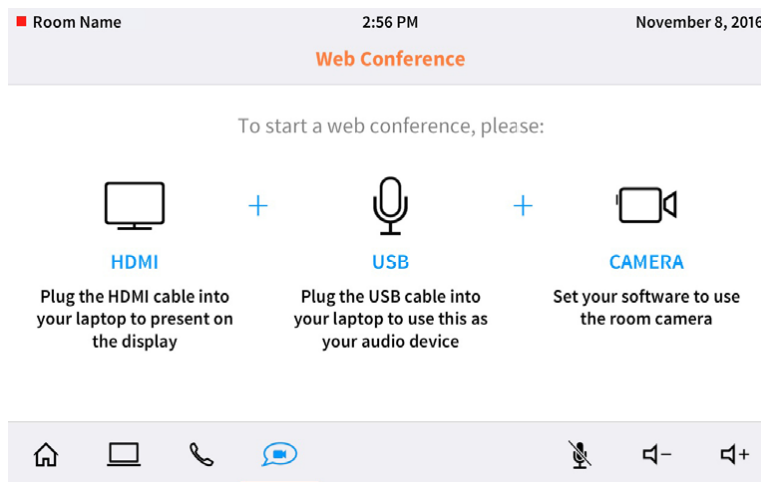 Room Name
2:56 PM
November 8, 2016
Web Conference
To start a web conference, please:
HDMI
Plug the HDMI cable into
your laptop to present on
the display
USB
Plug the USB cable into
your laptop to use this as
your audio device
CAMERA
Set your software to use
the room camera